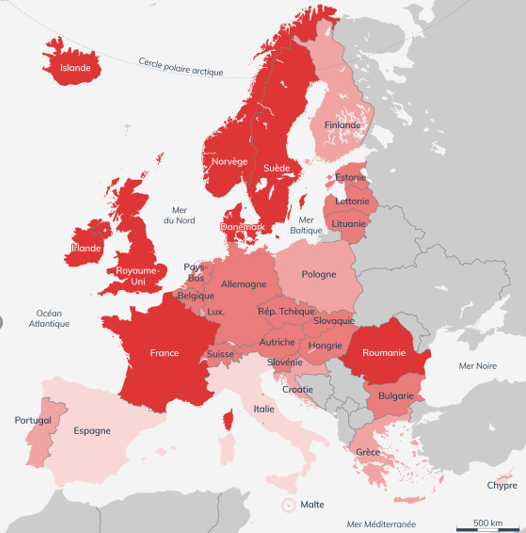 Islande
Cercle polaire arctique
Finlande
Norvège
Suède
Estonie
Lettonie
Lituanie
Mer
du Nord
Mer
Baltique
Danemark
Irlande
Royaume-
Uni
Pays-
Bas
Belgique
Allemagne
Pologne
Lux.
Rép. Tchèque
Slovaquie
Océan
Atlantique
France
Suisse
Autriche
Hongrie
Slovénie
Roumanie
Mer Noire
Croatie
Bulgarie
Italie
Portugal
Espagne
Grèce
Chypre
Malte
Mer Méditerranée
500 km